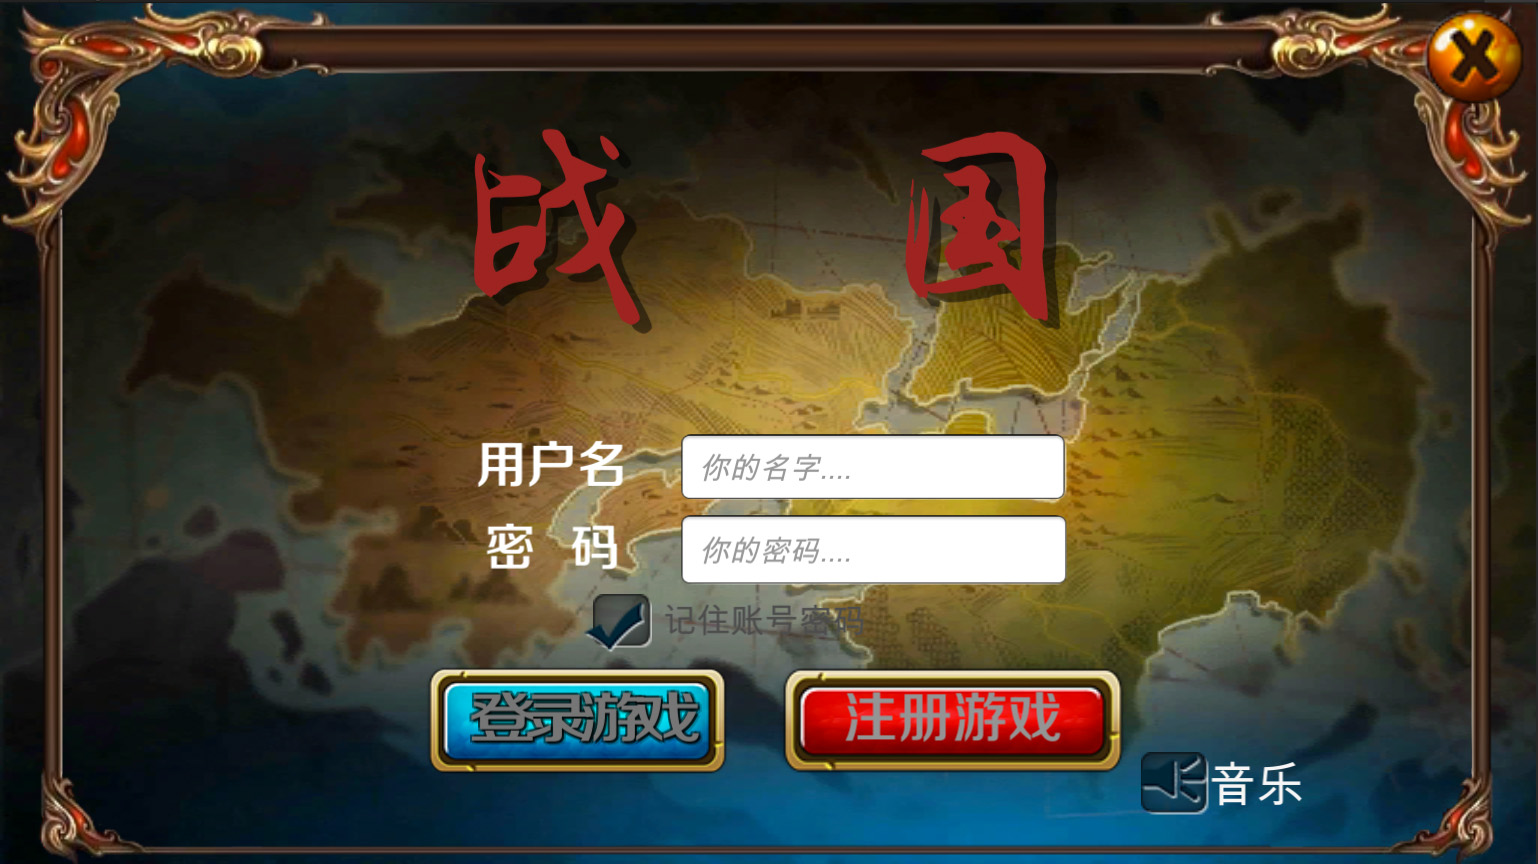 战 国
用户名 你的名字....
密 码 你的密码....
记住账号密码
登录游戏 注册游戏
音乐